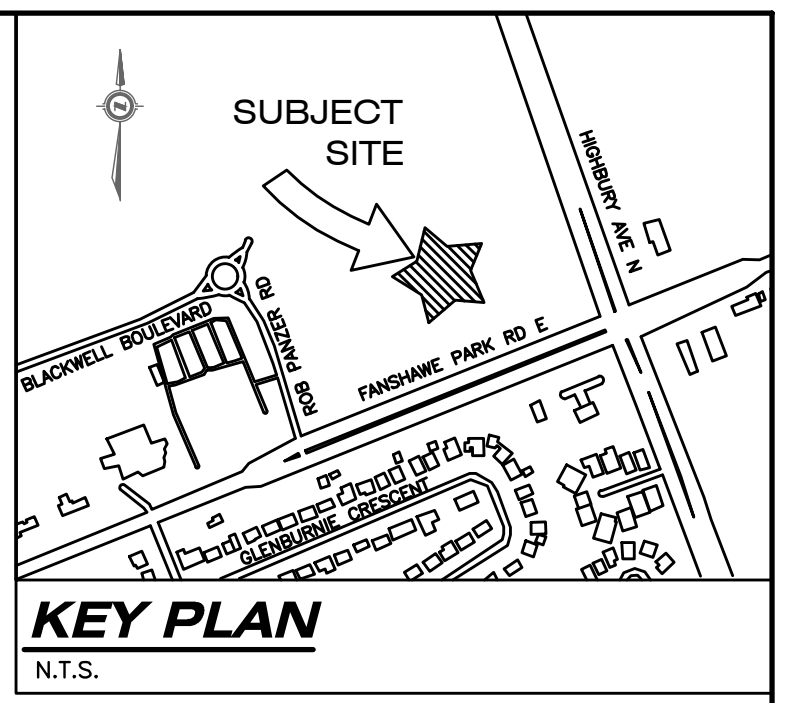 SUBJECT
SITE
HIGHBURY AVE N
BLACKWELL BOULEVARD
ROB PANZER RD
FANSHAWE PARK RD E
GLENBURNIE CRESCENT
KEY PLAN
N.T.S.